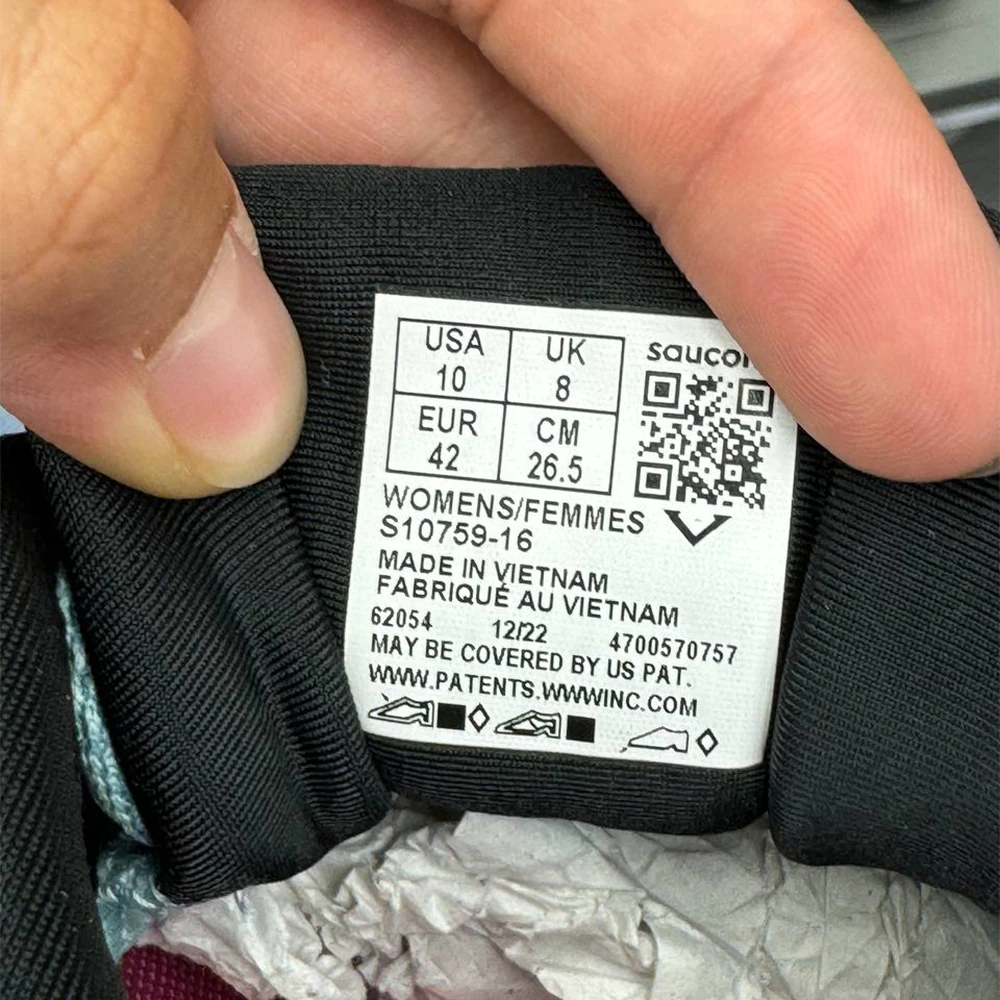 USA 10 UK 8
EUR 42 CM 26.5
WOMENS/FEMMES
S10759-16
MADE IN VIETNAM
FABRIQUÉ AU VIETNAM
62054 12/22 4700570757
MAY BE COVERED BY US PAT.
WWW.PATENTS.WWWINC.COM